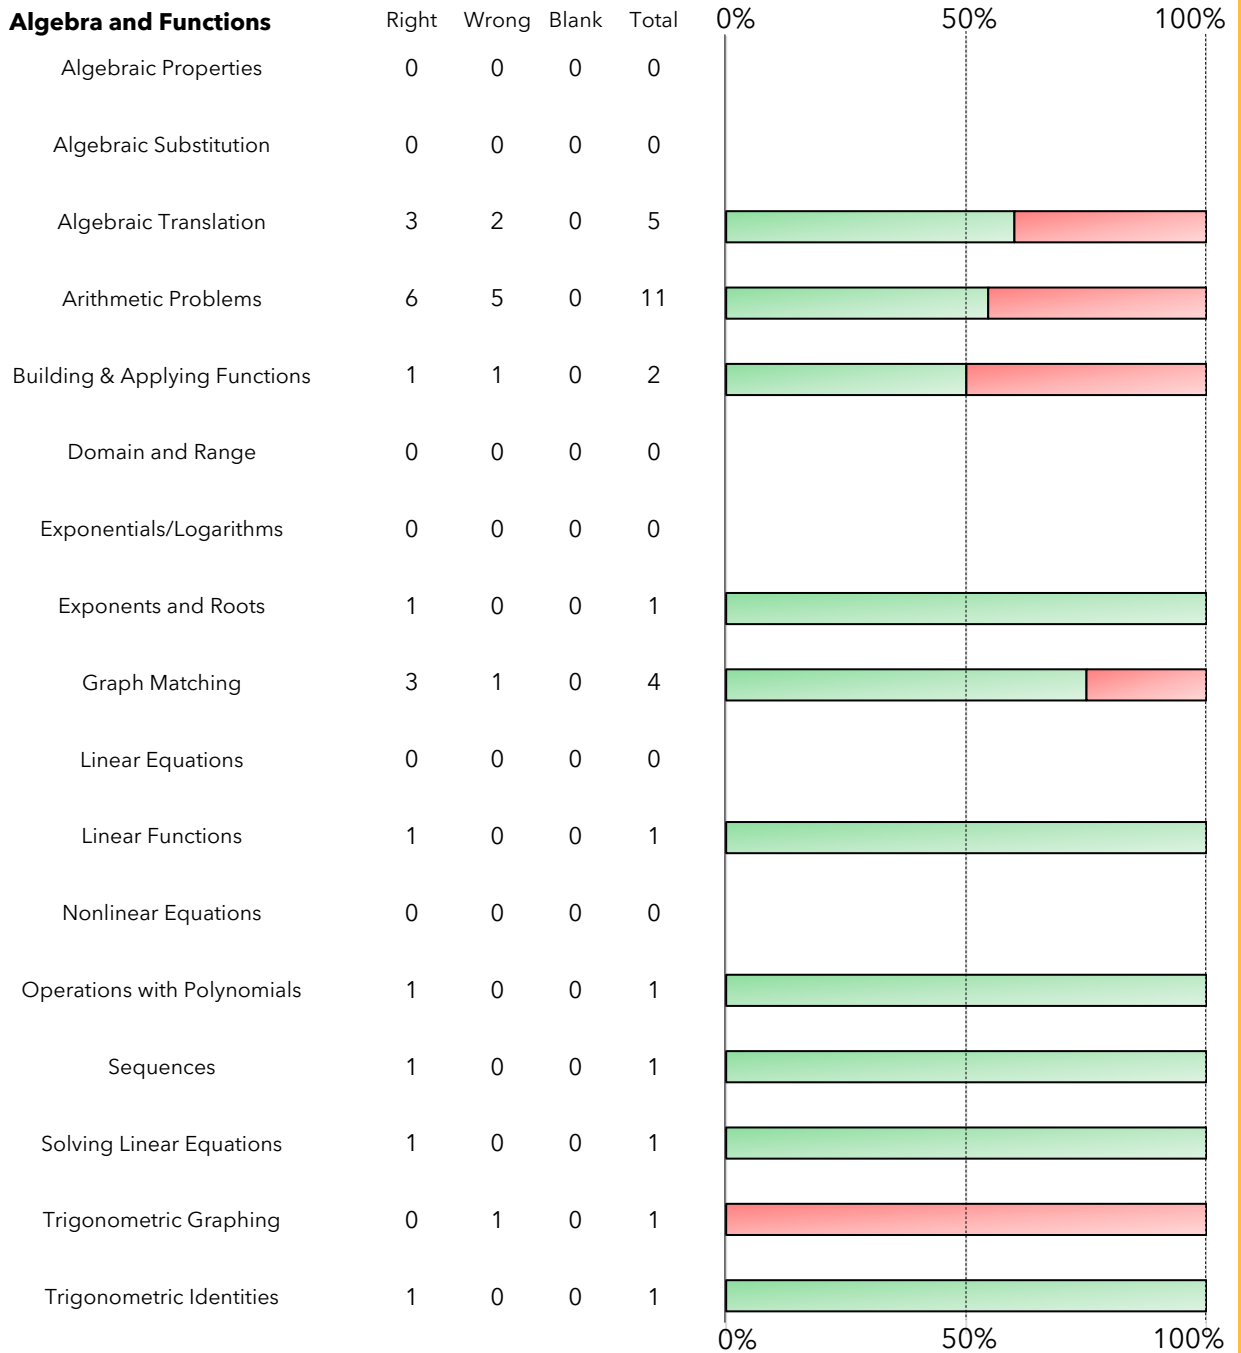 Algebra and Functions Right Wrong Blank Total 0% 50% 100%
Algebraic Properties 0 0 0 0
Algebraic Substitution 0 0 0 0
Algebraic Translation 3 2 0 5
Arithmetic Problems 6 5 0 11
Building & Applying Functions 1 1 0 2
Domain and Range 0 0 0 0
Exponentials/Logarithms 0 0 0 0
Exponents and Roots 1 0 0 1
Graph Matching 3 1 0 4
Linear Equations 0 0 0 0
Linear Functions 1 0 0 1
Nonlinear Equations 0 0 0 0
Operations with Polynomials 1 0 0 1
Sequences 1 0 0 1
Solving Linear Equations 1 0 0 1
Trigonometric Graphing 0 1 0 1
Trigonometric Identities 1 0 0 1
0% 50% 100%